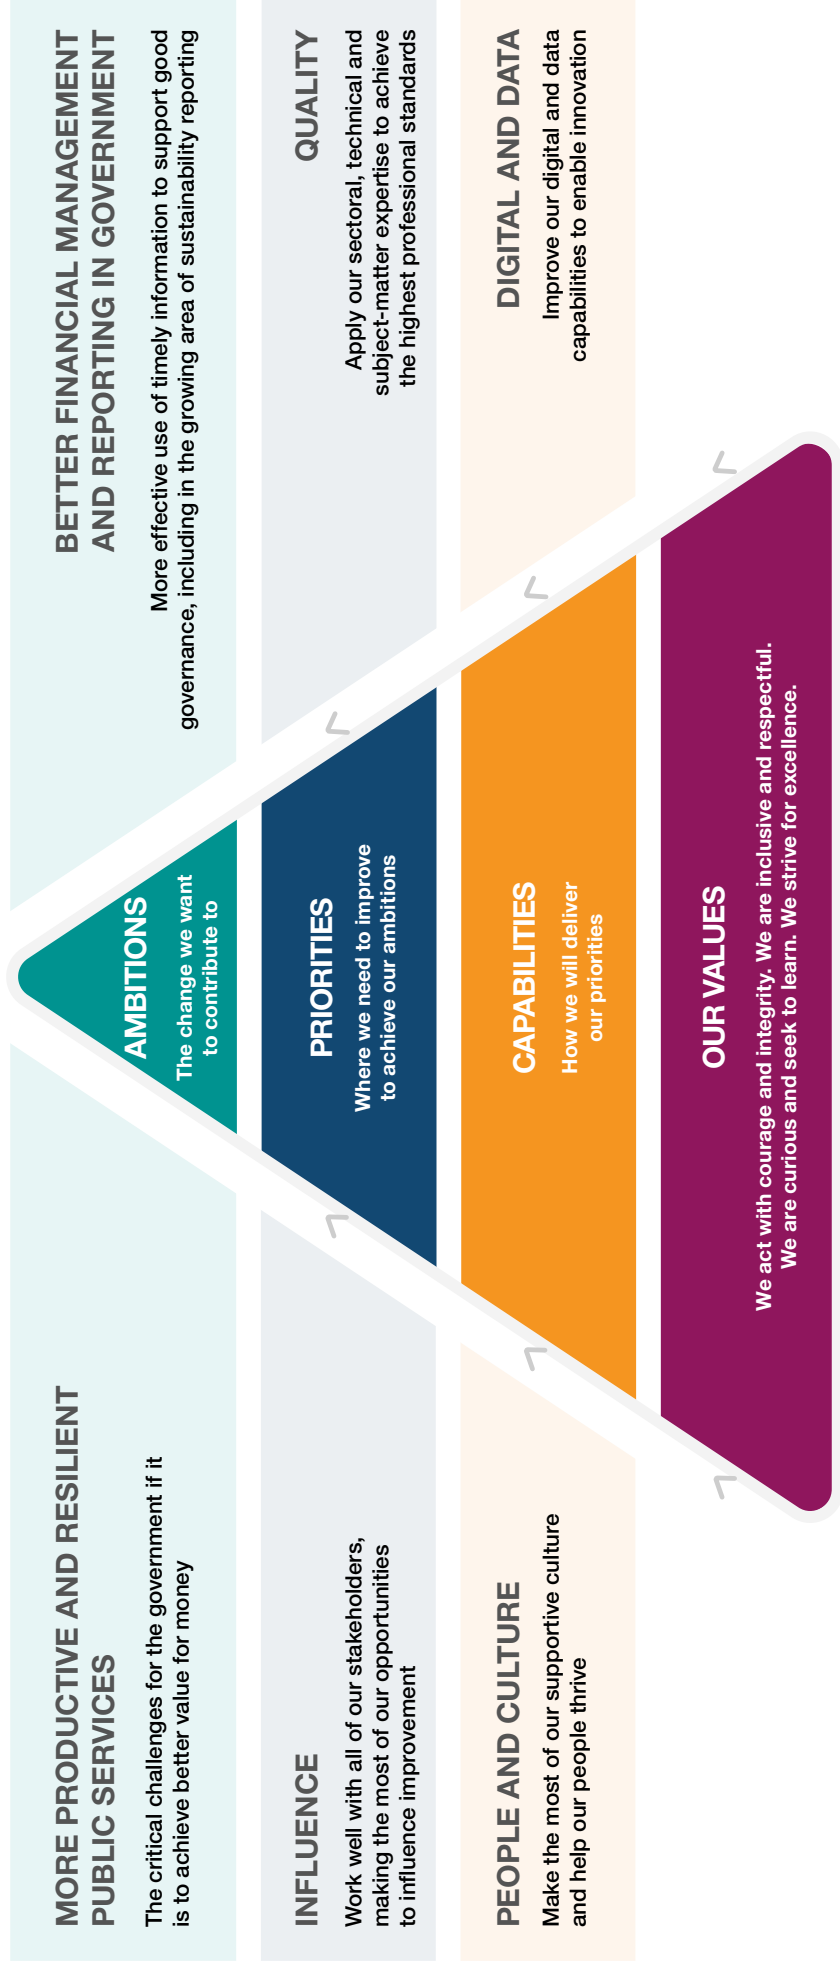 MORE PRODUCTIVE AND RESILIENT
PUBLIC SERVICES
The critical challenges for the government if it
is to achieve better value for money
AMBITIONS
The change we want
to contribute to
BETTER FINANCIAL MANAGEMENT
AND REPORTING IN GOVERNMENT
More effective use of timely information to support good
governance, including in the growing area of sustainability reporting
INFLUENCE
Work well with all of our stakeholders,
making the most of our opportunities
to influence improvement
PRIORITIES
Where we need to improve
to achieve our ambitions
QUALITY
Apply our sectoral, technical and
subject-matter expertise to achieve
the highest professional standards
PEOPLE AND CULTURE
Make the most of our supportive culture
and help our people thrive
CAPABILITIES
How we will deliver
our priorities
DIGITAL AND DATA
Improve our digital and data
capabilities to enable innovation
OUR VALUES
We act with courage and integrity. We are inclusive and respectful.
We are curious and seek to learn. We strive for excellence.